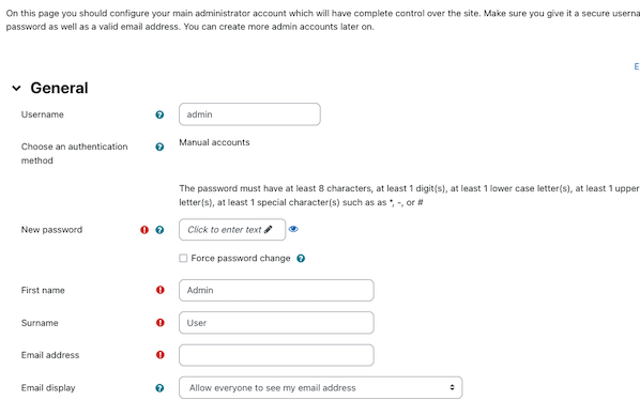 On this page you should configure your main administrator account which will have complete control over the site. Make sure you give it a secure
password as well as a valid email address. You can create more admin accounts later on.
General
Username
admin
Choose an authentication
method
Manual accounts
The password must have at least 8 characters, at least 1 digit(s), at least 1 lower case letter(s), at least 1 upper
letter(s), at least 1 special character(s) such as as *, -, or #
New password
Click to enter text
Force password change
First name
Admin
Surname
User
Email address
Email display
Allow everyone to see my email address